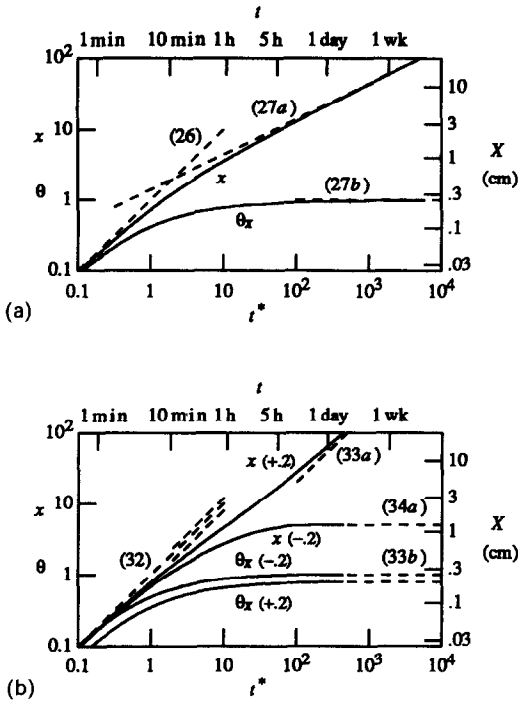 t
1 min 10 min 1 h 5 h 1 day 1 wk
10²
10
1
0.1
x
θ
(26)
(27a)
x
(27b)
θx
10
3
1
.3
.1
.03
X
(cm)
0.1 1 10 10² 10³ 10⁴
t*
(a)
t
1 min 10 min 1 h 5 h 1 day 1 wk
10²
10
1
0.1
x
θ
x (+.2)
(33a)
(32)
(34a)
x (-.2)
θx (-.2)
(33b)
θx (+.2)
10
3
1
.3
.1
.03
X
(cm)
0.1 1 10 10² 10³ 10⁴
t*
(b)